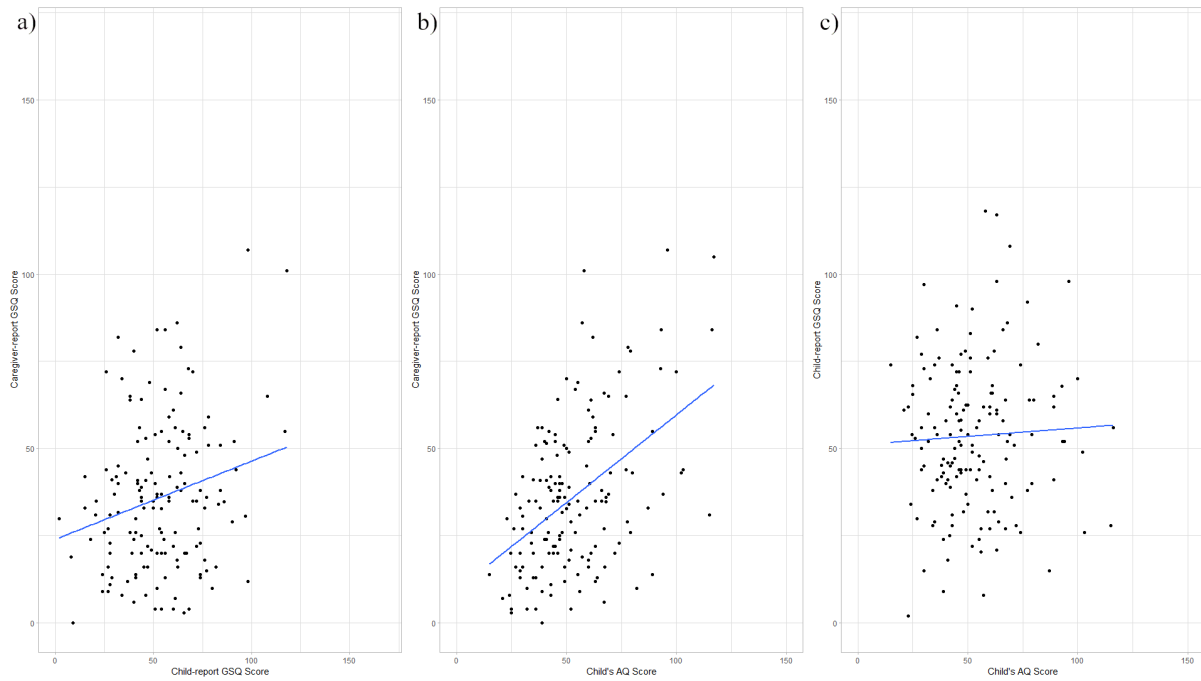 a)
150
100
50
0
Caregiver-report GSQ Score
0 50 100 150
Child-report GSQ Score
b)
150
100
50
0
Caregiver-report GSQ Score
0 50 100 150
Child's AQ Score
c)
150
100
50
0
Child-report GSQ Score
0 50 100 150
Child's AQ Score